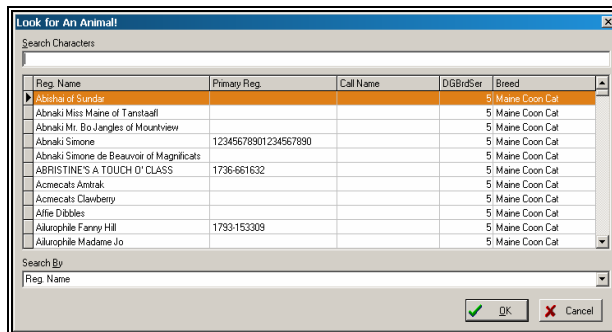 Look for An Animal!
Search Characters
Reg. Name Primary Reg. Call Name DGBrdSer Breed
Abishai of Sundar 5 Maine Coon Cat
Abnaki Miss Maine of Tanstaafl 5 Maine Coon Cat
Abnaki Mr. Bo Jangles of Mountview 5 Maine Coon Cat
Abnaki Simone 12345678901234567890 5 Maine Coon Cat
Abnaki Simone de Beauvoir of Magnificats 5 Maine Coon Cat
ABRISTINE'S A TOUCH O' CLASS 1736-661632 5 Maine Coon Cat
Acmecats Amtrak 5 Maine Coon Cat
Acmecats Clawberry 5 Maine Coon Cat
Affie Dibbles 5 Maine Coon Cat
Ailurophile Fanny Hill 1793-153309 5 Maine Coon Cat
Ailurophile Madame Jo 5 Maine Coon Cat
Search By
Reg. Name
OK Cancel